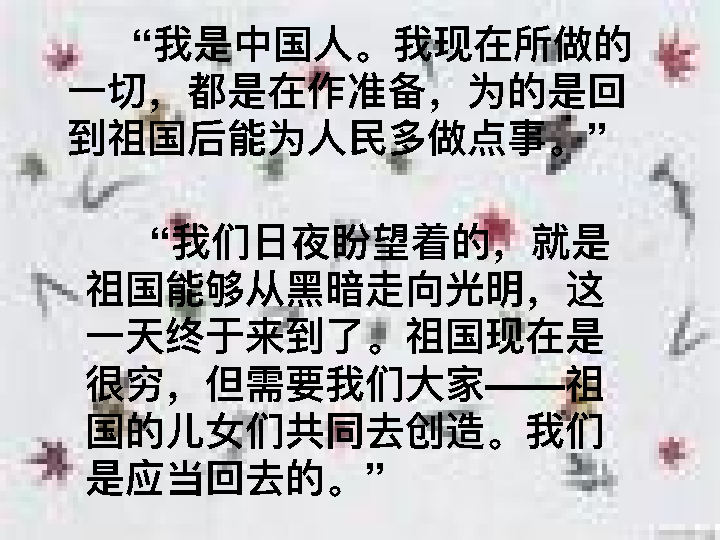 “我是中国人。我现在所做的
一切，都是在作准备，为的是回
到祖国后能为人民多做点事。”
“我们日夜盼望着的，就是
祖国能够从黑暗走向光明，这
一天终于来到了。祖国现在是
很穷，但需要我们大家——祖
国的儿女们共同去创造。我们
是应当回去的。”